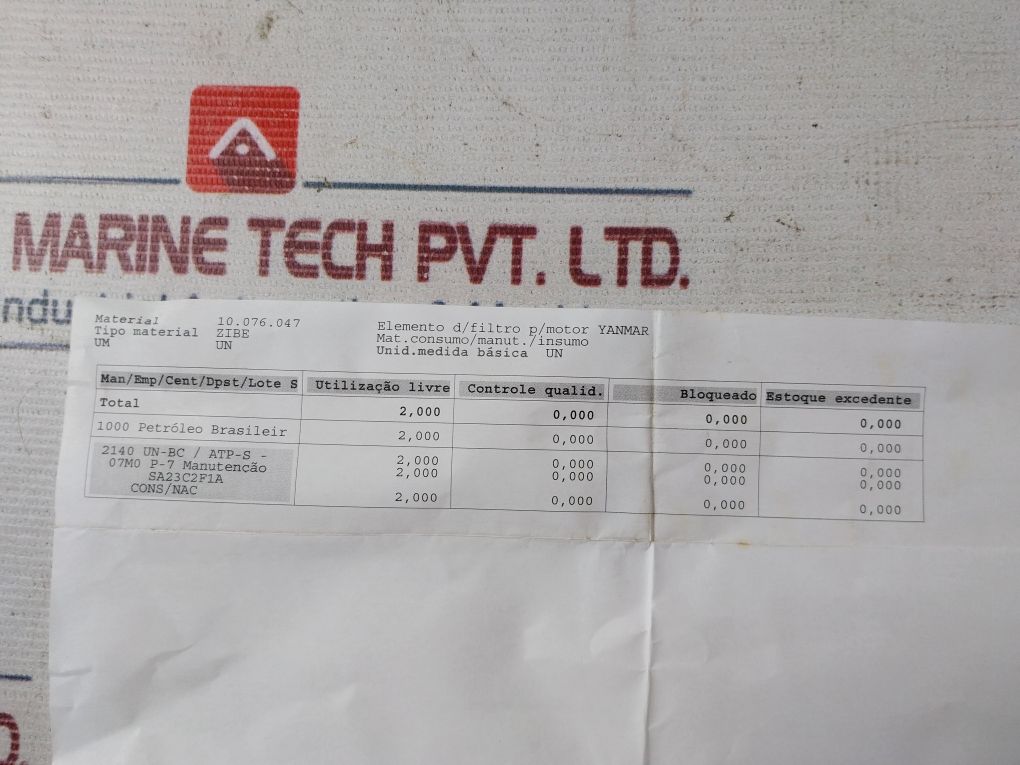 MARINE TECH PVT. LTD.
Material 10.076.047 Elemento d/filtro p/motor YANMAR
Tipo material ZIBE Mat.consumo/manut./insumo
UM UN Unid.medida básica UN
Man/Emp/Cent/Dpst/Lote S Utilização livre Controle qualid. Bloqueado Estoque excedente
Total 2,000 0,000 0,000 0,000
1000 Petróleo Brasileir 2,000 0,000 0,000 0,000
2140 UN-BC / ATP-S - 2,000 0,000 0,000 0,000
07M0 P-7 Manutenção 2,000 0,000 0,000 0,000
SA23C2F1A
CONS/NAC 2,000 0,000 0,000 0,000